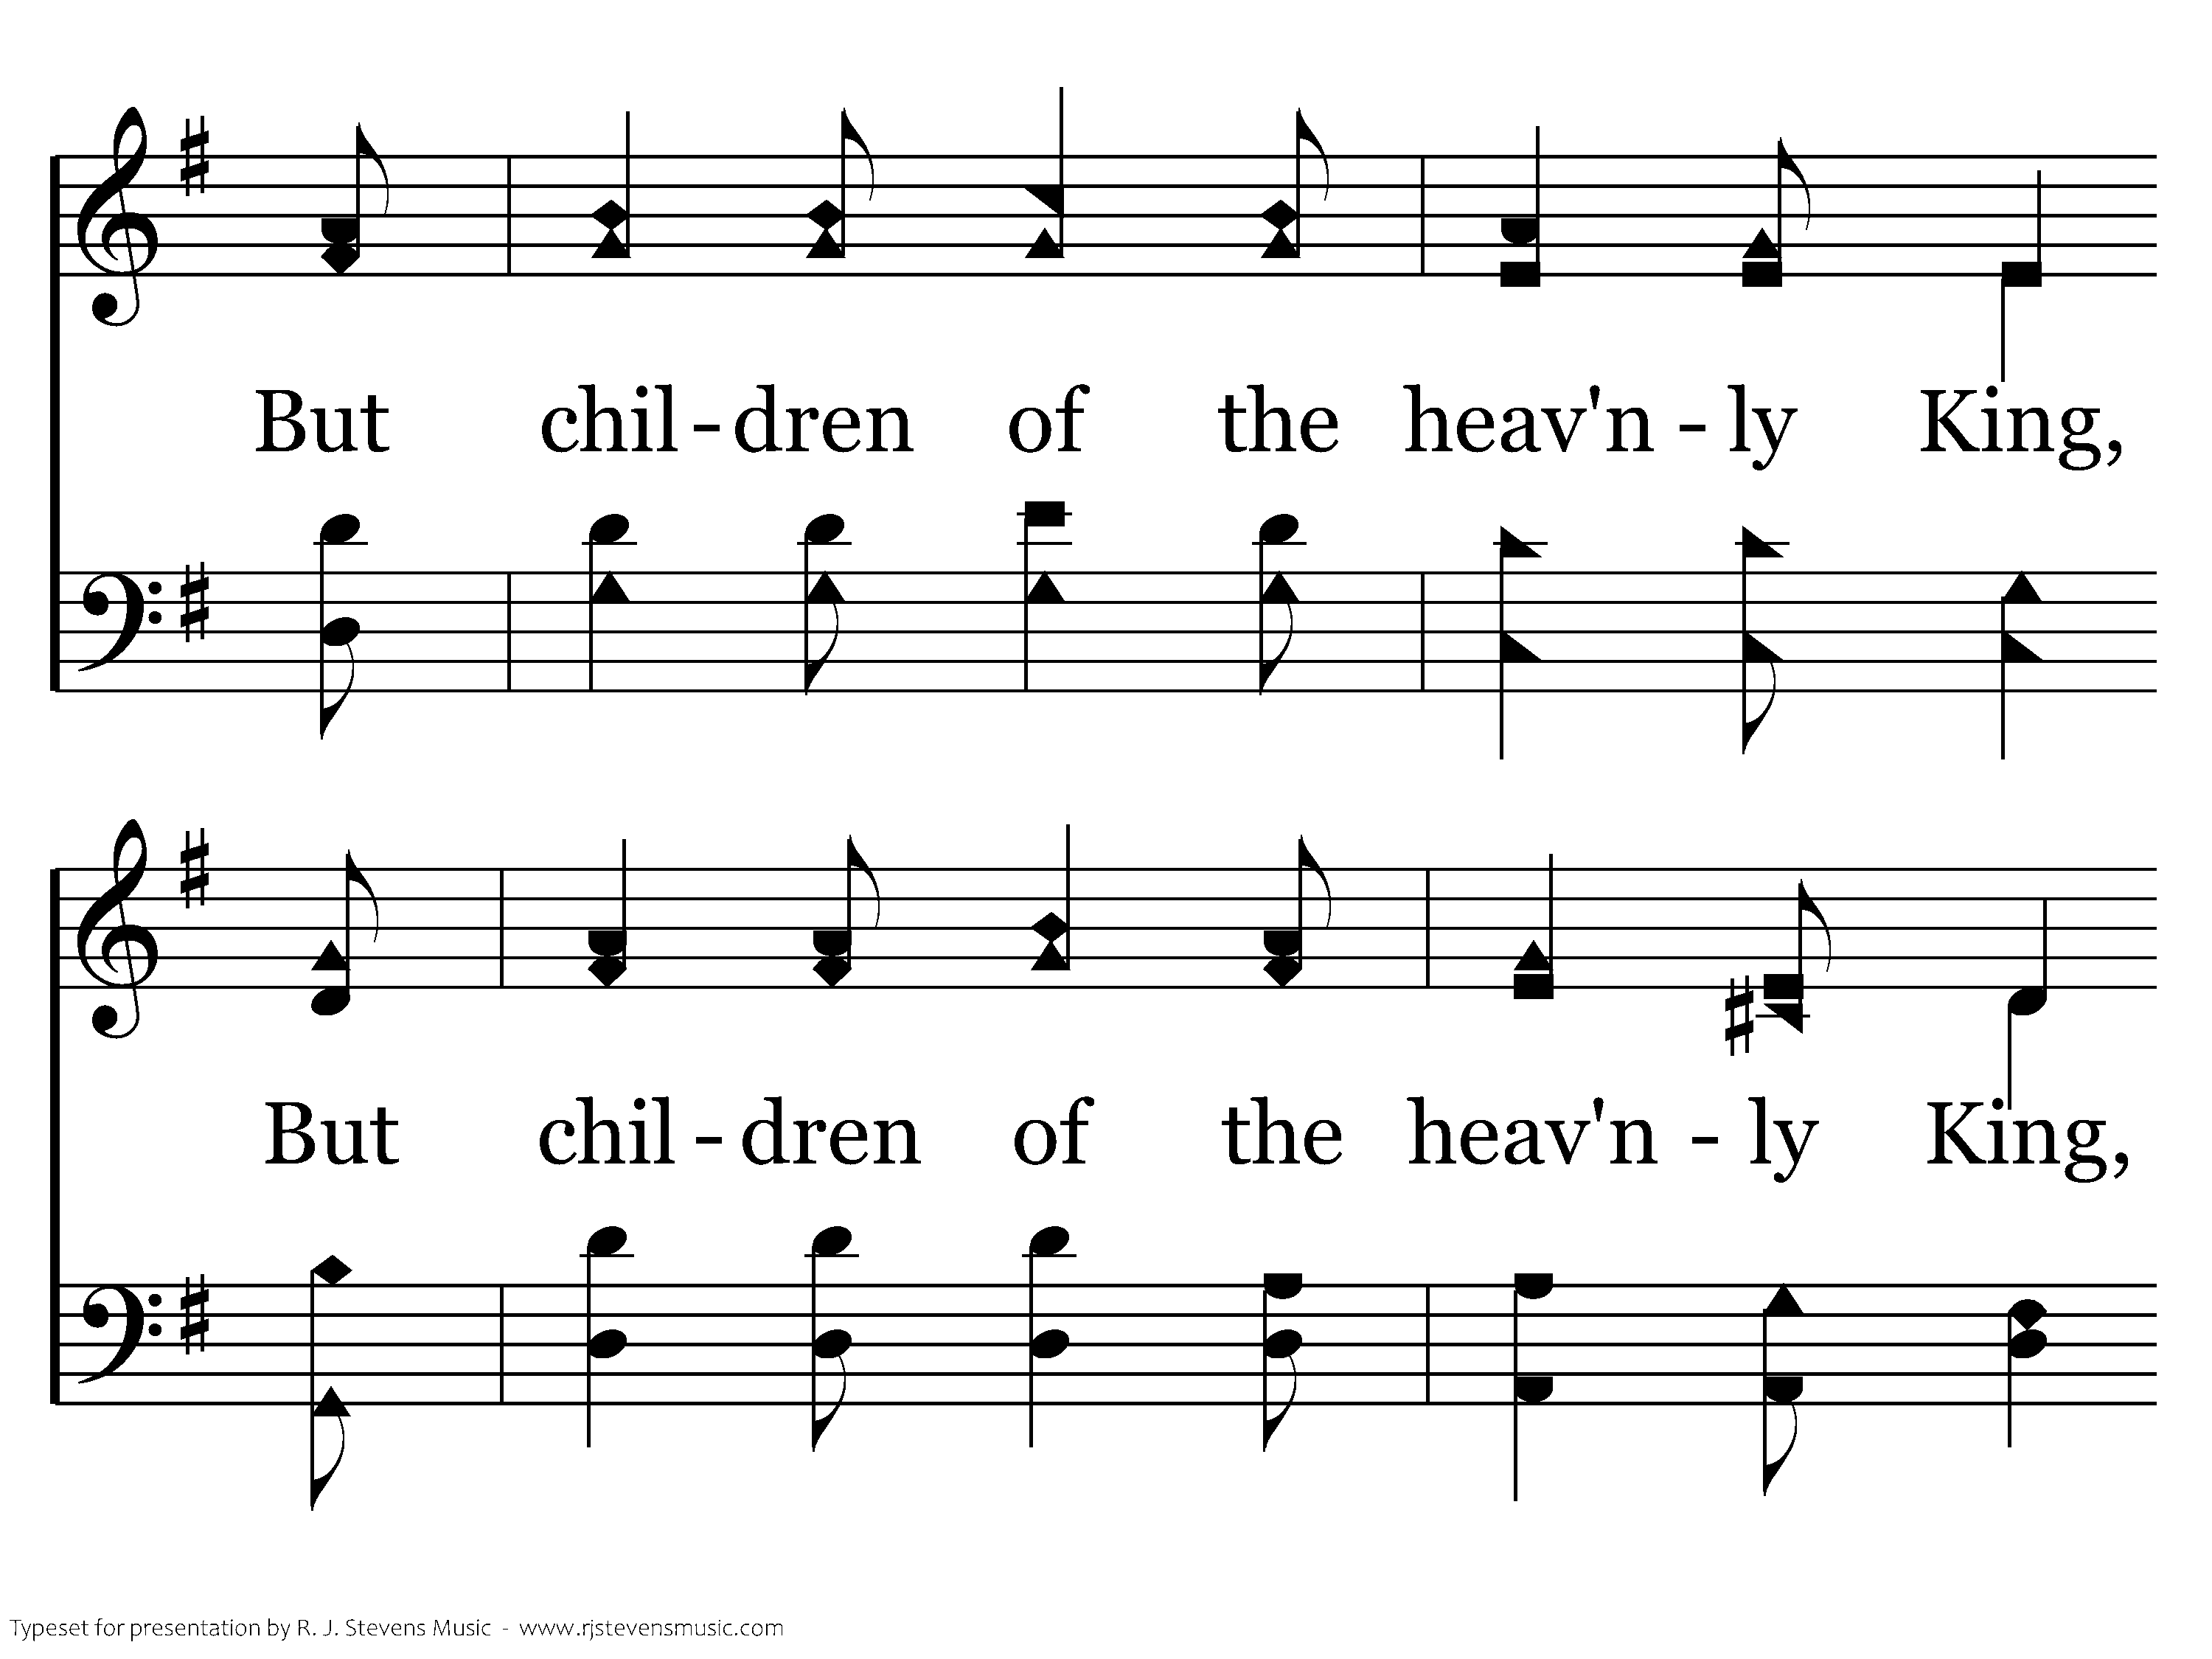 But chil - dren of the heav'n - ly King,
But chil - dren of the heav'n - ly King,
Typeset for presentation by R. J. Stevens Music - www.rjstevensmusic.com